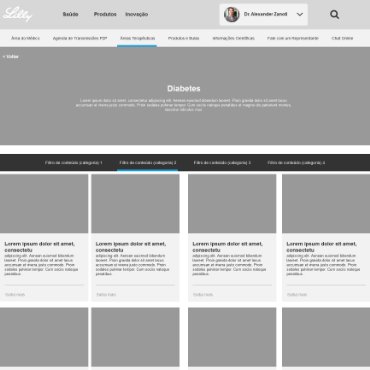 Lilly
Saúde Produtos Inovação Dr. Alexander Zanoti
Área do Médico Agenda de Transmissões P2P Áreas Terapêuticas Produtos e Bulas Informações Científicas Fale com um Representante Chat Online
< Voltar
Diabetes
Lorem ipsum dolor sit amet, consectetur adipiscing elit. Aenean euismod bibendum laoreet. Proin gravida dolor sit amet lacus
accumsan et viverra justo commodo. Proin sodales pulvinar tempor. Cum sociis natoque penatibus et magnis dis parturient montes,
nascetur ridiculus mus.
Filtro de conteúdo (categoria) 1 Filtro de conteúdo (categoria) 2 Filtro de conteúdo (categoria) 3 Filtro de conteúdo (categoria) 4
Lorem ipsum dolor sit amet, Lorem ipsum dolor sit amet, Lorem ipsum dolor sit amet, Lorem ipsum dolor sit amet,
consectetu consectetu consectetu consectetu
adipiscing elit. Aenean euismod bibendum adipiscing elit. Aenean euismod bibendum adipiscing elit. Aenean euismod bibendum adipiscing elit. Aenean euismod bibendum
laoreet. Proin gravida dolor sit amet lacus laoreet. Proin gravida dolor sit amet lacus laoreet. Proin gravida dolor sit amet lacus laoreet. Proin gravida dolor sit amet lacus
accumsan et viverra justo commodo. Proin accumsan et viverra justo commodo. Proin accumsan et viverra justo commodo. Proin accumsan et viverra justo commodo. Proin
sodales pulvinar tempor. Cum sociis natoque sodales pulvinar tempor. Cum sociis natoque sodales pulvinar tempor. Cum sociis natoque sodales pulvinar tempor. Cum sociis natoque
penatibus penatibus penatibus penatibus
Saiba mais Saiba mais Saiba mais Saiba mais